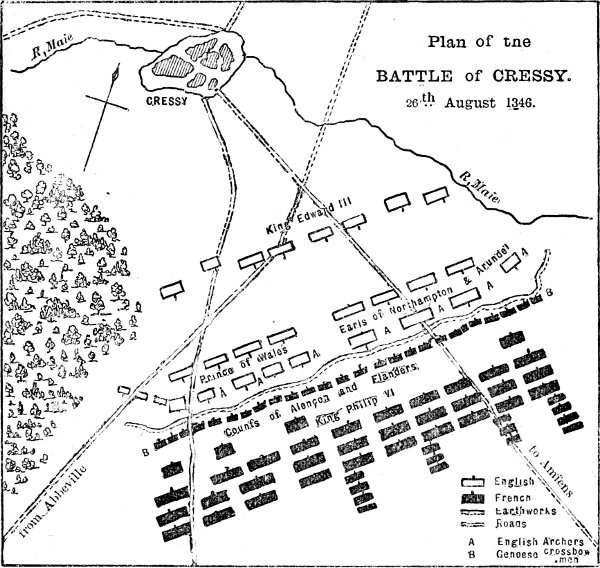 Plan of tne
BATTLE of CRESSY.
26th August 1346.
R. Maie
CRESSY
R. Maie
King Edward III
Earls of Northampton & Arundel
A
A
A
A
Prince of Wales
A
A
A
A
B
Counts of Alençon and Flanders.
King Philip VI
B
from Abbeville
to Amiens
English
French
Earthworks
Roads
A English Archers
B Genoese crossbow
.men